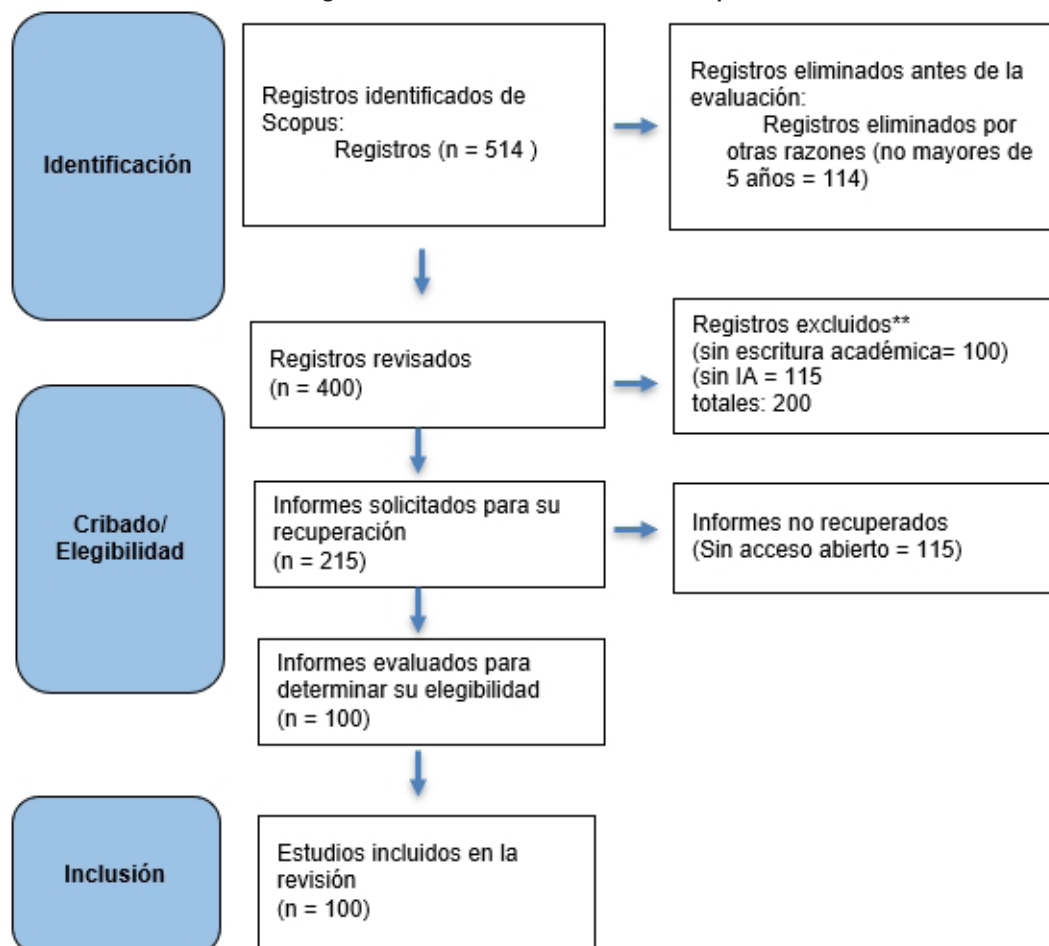 Identificación
Registros identificados de
Scopus:
Registros (n = 514 )
Registros eliminados antes de la
evaluación:
Registros eliminados por
otras razones (no mayores de
5 años = 114)
Registros revisados
(n = 400)
Registros excluidos**
(sin escritura académica= 100)
(sin IA = 115
totales: 200
Cribado/
Elegibilidad
Informes solicitados para su
recuperación
(n = 215)
Informes no recuperados
(Sin acceso abierto = 115)
Informes evaluados para
determinar su elegibilidad
(n = 100)
Inclusión
Estudios incluidos en la
revisión
(n = 100)